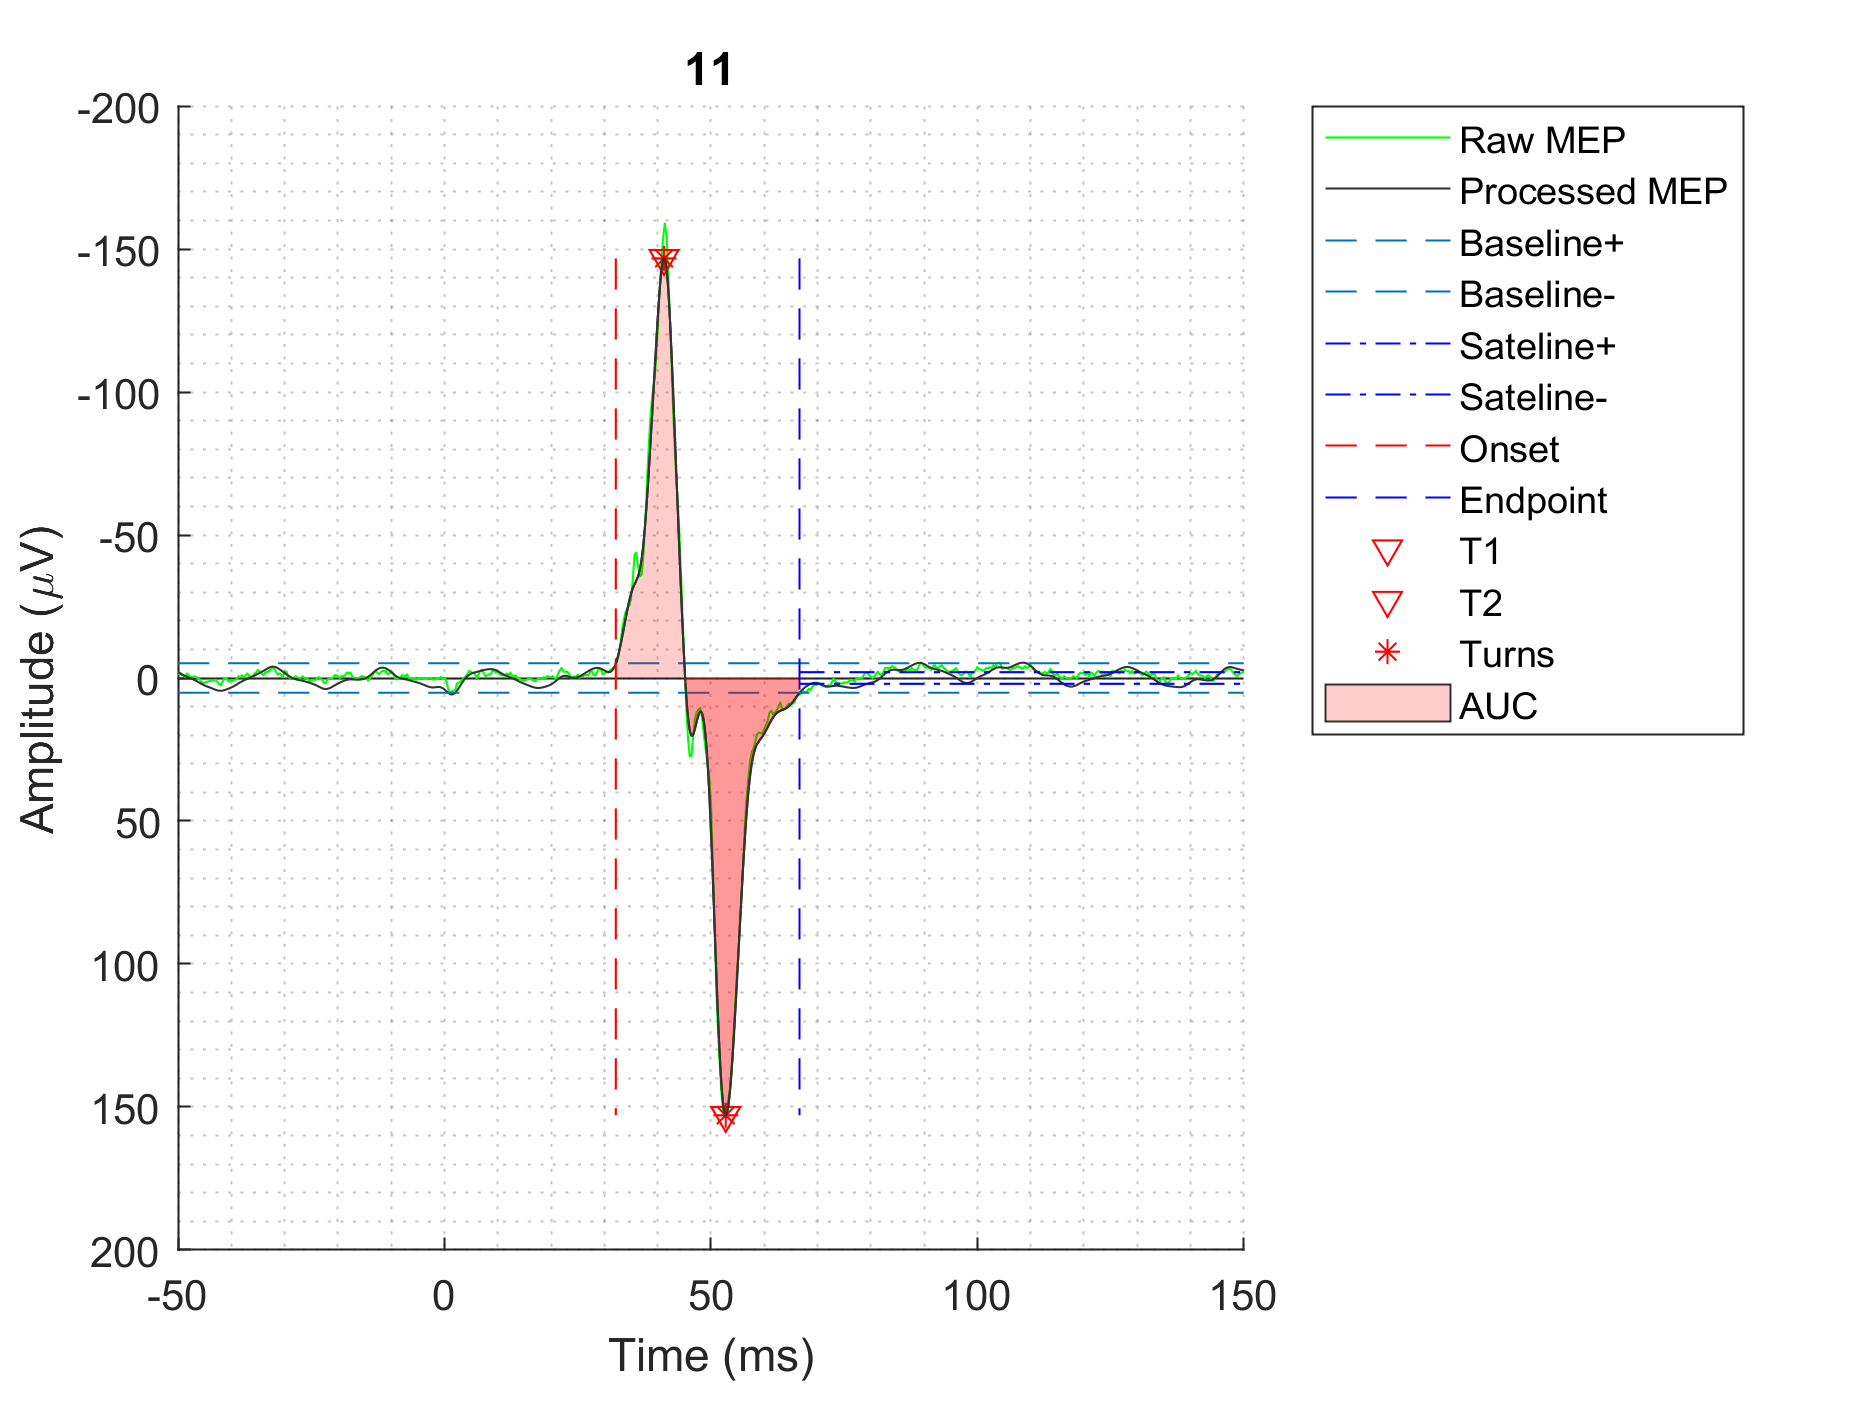 11
-200
-150
-100
-50
0
50
100
150
200
Amplitude (μV)
-50 0 50 100 150
Time (ms)
Raw MEP
Processed MEP
Baseline+
Baseline-
Sateline+
Sateline-
Onset
Endpoint
T1
T2
Turns
AUC